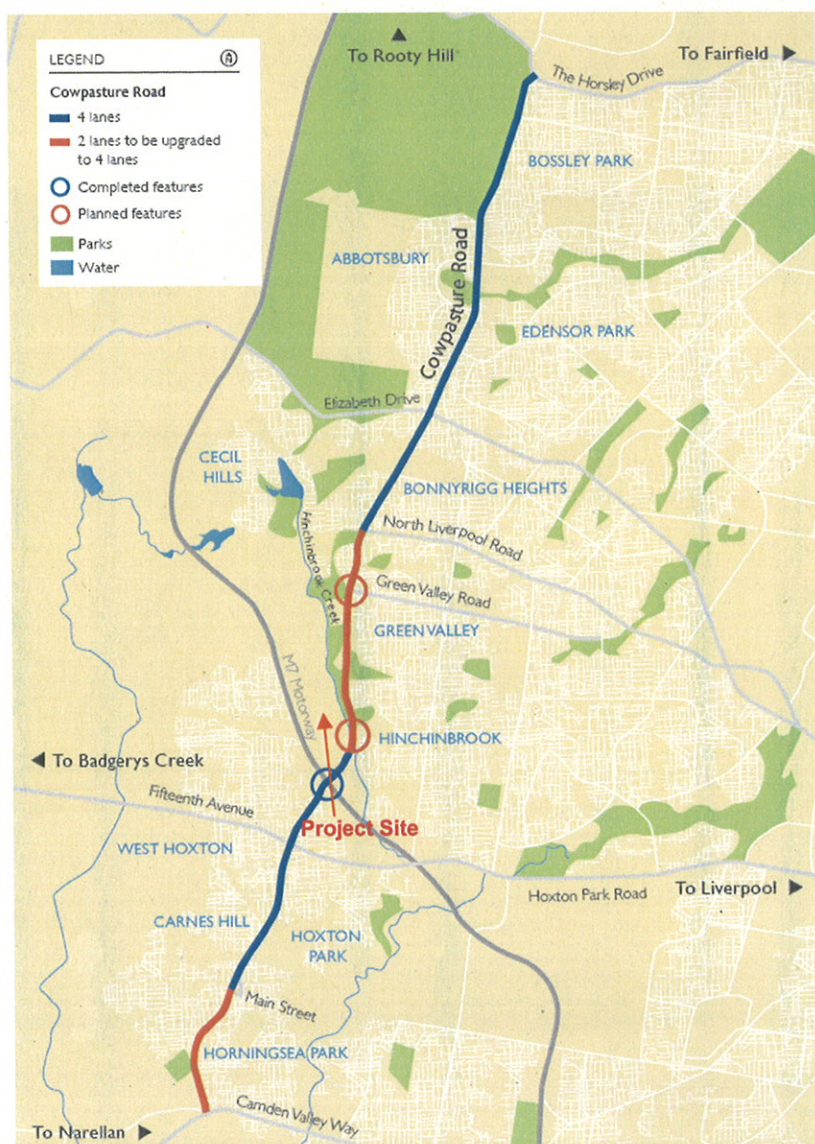 LEGEND
Cowpasture Road
4 lanes
2 lanes to be upgraded
to 4 lanes
Completed features
Planned features
Parks
Water
To Rooty Hill
To Fairfield
The Horsley Drive
BOSSLEY PARK
ABBOTSBURY
Cowpasture Road
EDENSOR PARK
Elizabeth Drive
CECIL
HILLS
BONNYRIGG HEIGHTS
Hinchinbrook Creek
North Liverpool Road
Green Valley Road
GREEN VALLEY
M7 Motorway
HINCHINBROOK
To Badgerys Creek
Fifteenth Avenue
Project Site
WEST HOXTON
Hoxton Park Road
To Liverpool
CARNES HILL
HOXTON
PARK
Main Street
HORNINGSEA PARK
Camden Valley Way
To Narellan